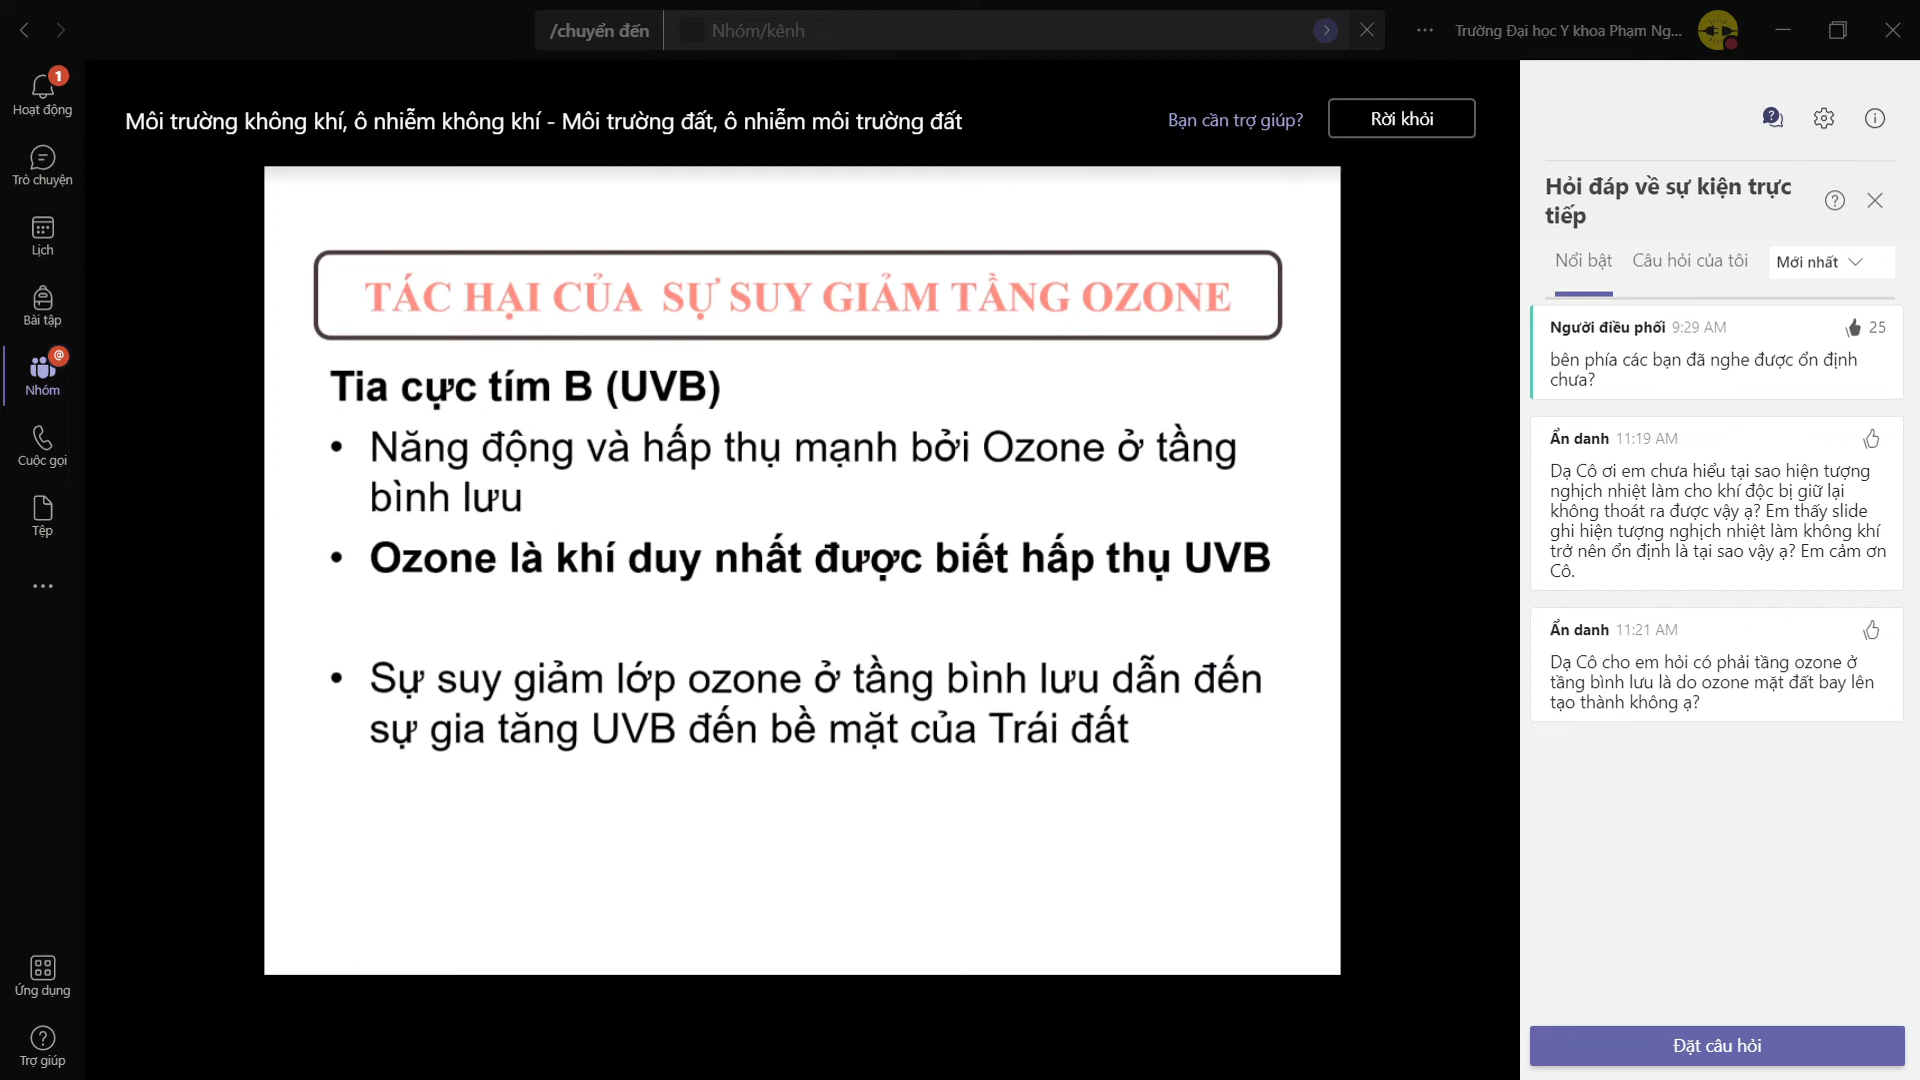 /chuyển đến
Nhóm/kênh
Trường Đại học Y khoa Phạm Ng...
1
Hoạt động
Trò chuyện
Lịch
Bài tập
@
Nhóm
Cuộc gọi
Tệp
Ứng dụng
Trợ giúp
Môi trường không khí, ô nhiễm không khí - Môi trường đất, ô nhiễm môi trường đất
Bạn cần trợ giúp?
Rời khỏi
TÁC HẠI CỦA SỰ SUY GIẢM TẦNG OZONE
Tia cực tím B (UVB)
• Năng động và hấp thụ mạnh bởi Ozone ở tầng
bình lưu
• Ozone là khí duy nhất được biết hấp thụ UVB
• Sự suy giảm lớp ozone ở tầng bình lưu dẫn đến
sự gia tăng UVB đến bề mặt của Trái đất
Hỏi đáp về sự kiện trực
tiếp
Nổi bật
Câu hỏi của tôi
Mới nhất
Người điều phối 9:29 AM
25
bên phía các bạn đã nghe được ổn định
chưa?
Ẩn danh 11:19 AM
Dạ Cô ơi em chưa hiểu tại sao hiện tượng
nghịch nhiệt làm cho khí độc bị giữ lại
không thoát ra được vậy ạ? Em thấy slide
ghi hiện tượng nghịch nhiệt làm không khí
trở nên ổn định là tại sao vậy ạ? Em cảm ơn
Cô.
Ẩn danh 11:21 AM
Dạ Cô cho em hỏi có phải tầng ozone ở
tầng bình lưu là do ozone mặt đất bay lên
tạo thành không ạ?
Đặt câu hỏi